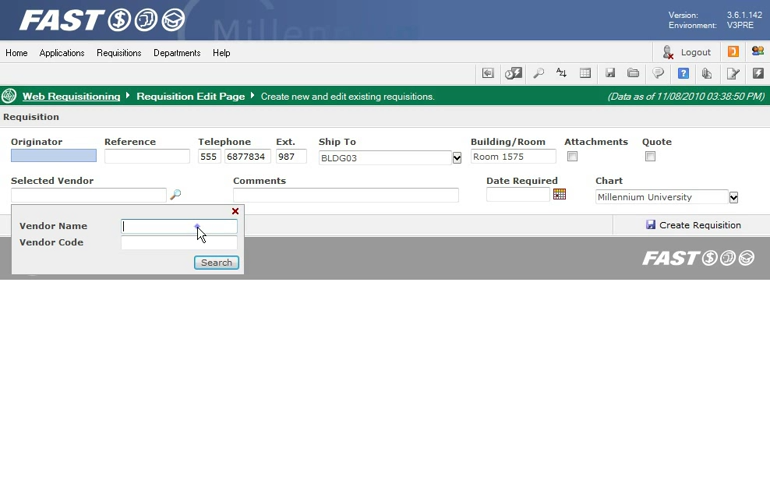 FAST
Millen
Version: 3.6.1.142
Environment: V3PRE
Home Applications Requisitions Departments Help
Logout
Web Requisitioning Requisition Edit Page Create new and edit existing requisitions. (Data as of 11/08/2010 03:38:50 PM)
Requisition
Originator Reference Telephone Ext. Ship To Building/Room Attachments Quote
555 6877834 987 BLDG03 Room 1575
Selected Vendor Comments Date Required Chart
Millennium University
Vendor Name
Create Requisition
Vendor Code
Search
FAST